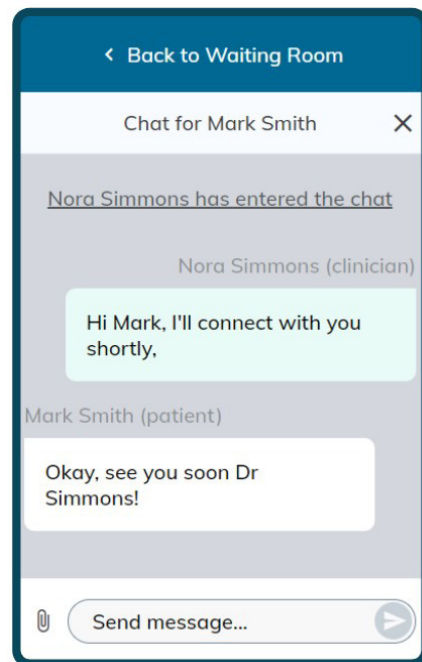 Back to Waiting Room
Chat for Mark Smith
Nora Simmons has entered the chat
Nora Simmons (clinician)
Hi Mark, I'll connect with you
shortly,
Mark Smith (patient)
Okay, see you soon Dr
Simmons!
Send message...